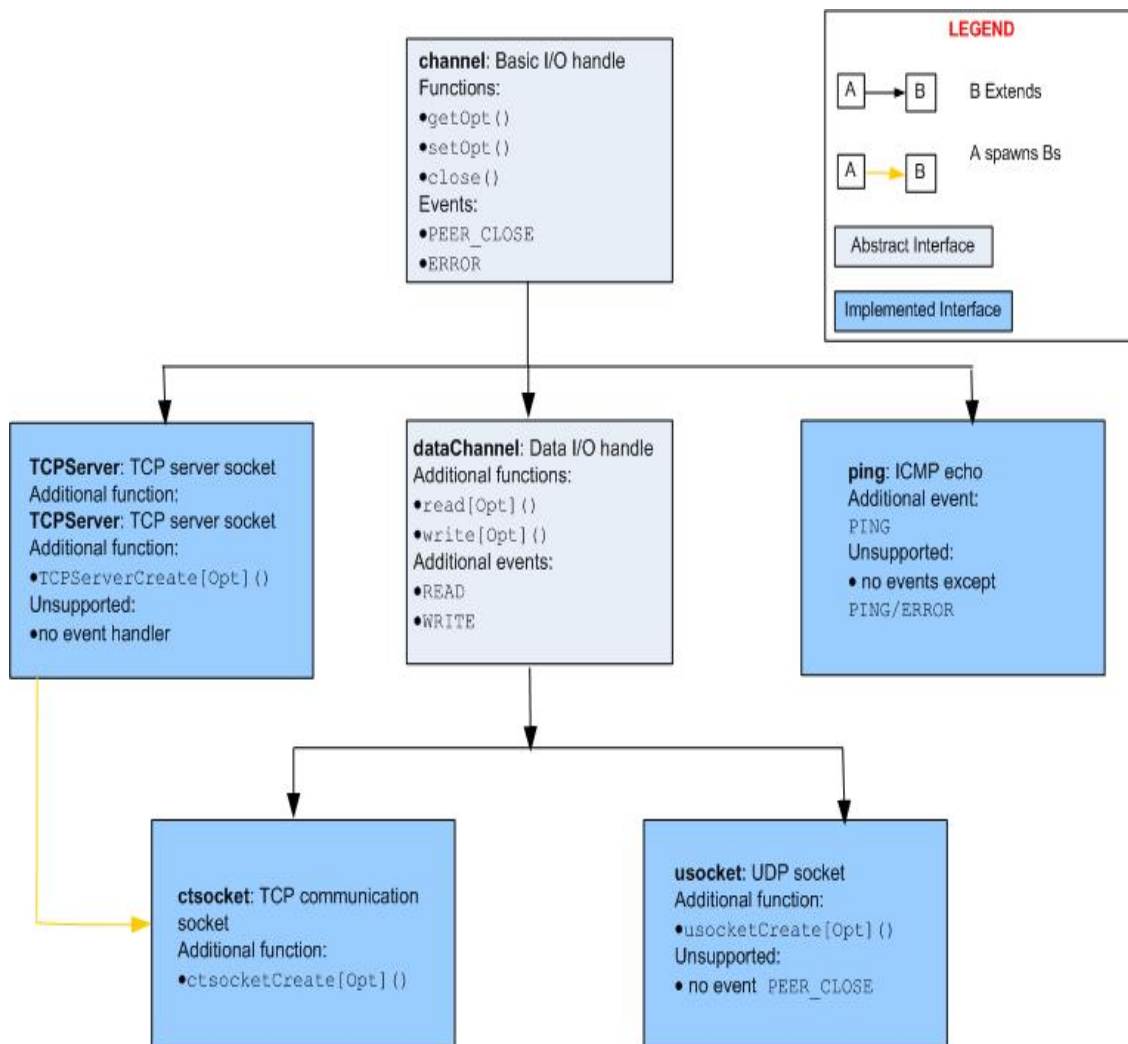 channel: Basic I/O handle
Functions:
•getOpt()
•setOpt()
•close()
Events:
•PEER_CLOSE
•ERROR
LEGEND
A B B Extends
A spawns Bs
A B
Abstract Interface
Implemented Interface
TCPServer: TCP server socket
Additional function:
TCPServer: TCP server socket
Additional function:
•TCPServerCreate[Opt]()
Unsupported:
•no event handler
dataChannel: Data I/O handle
Additional functions:
•read[Opt]()
•write[Opt]()
Additional events:
•READ
•WRITE
ping: ICMP echo
Additional event:
PING
Unsupported:
• no events except
PING/ERROR
ctsocket: TCP communication
socket
Additional function:
•ctsocketCreate[Opt]()
usocket: UDP socket
Additional function:
•usocketCreate[Opt]()
Unsupported:
• no event PEER_CLOSE